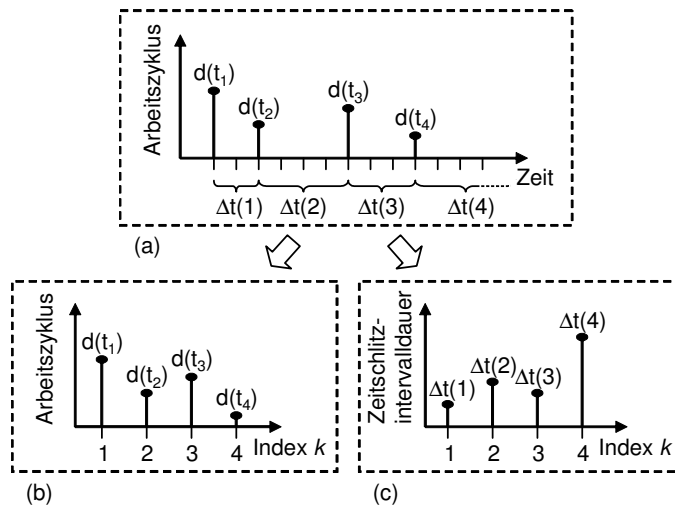 Arbeitszyklus
d(t₁)
d(t₂)
d(t₃)
d(t₄)
Zeit
Δt(1)
Δt(2)
Δt(3)
Δt(4)
(a)
Arbeitszyklus
d(t₁)
d(t₂)
d(t₃)
d(t₄)
1 2 3 4 Index k
(b)
Zeitschlitz-
intervalldauer
Δt(1)
Δt(2)
Δt(3)
Δt(4)
1 2 3 4 Index k
(c)